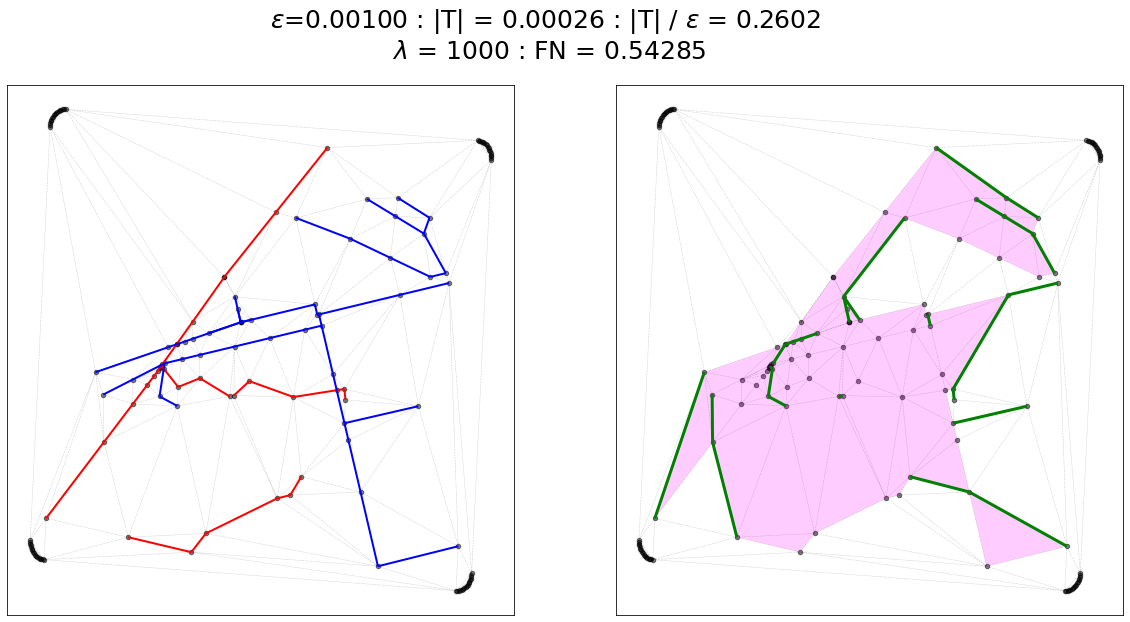 ε=0.00100 : |T| = 0.00026 : |T| / ε = 0.2602
λ = 1000 : FN = 0.54285